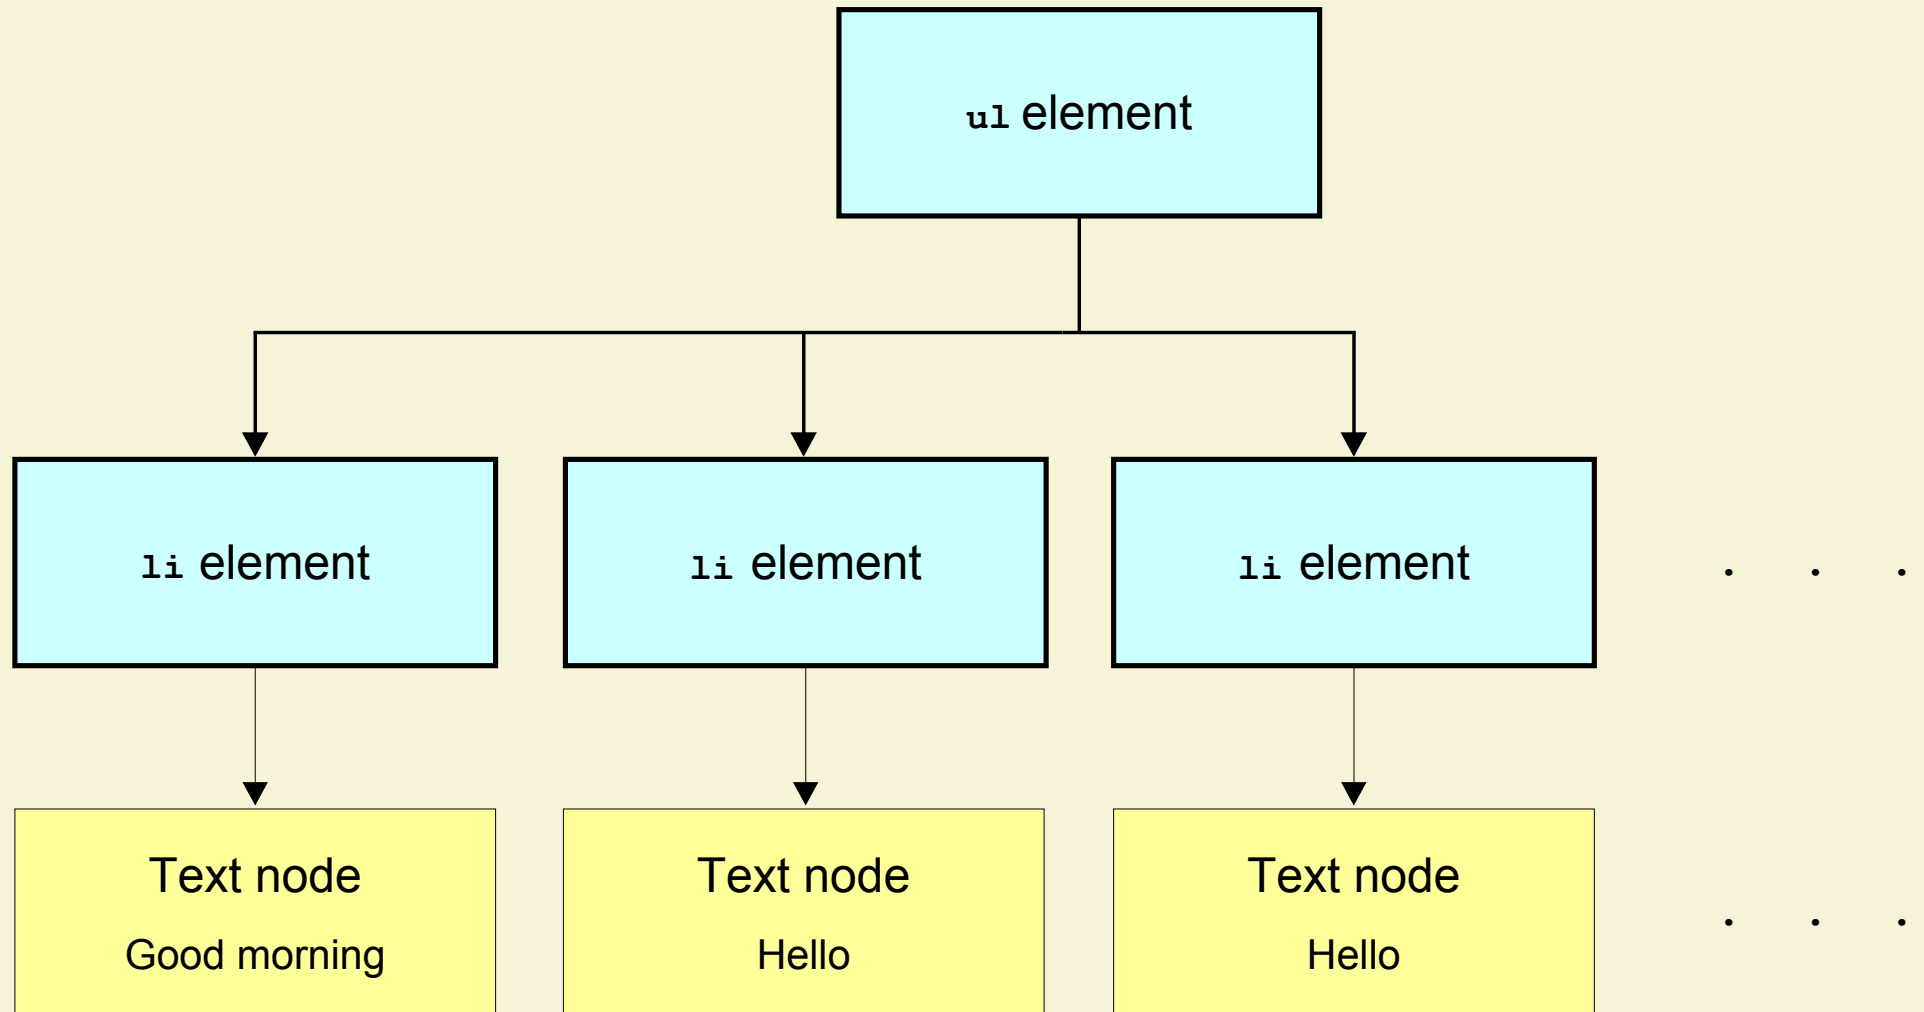 ul element
li element
li element
li element
. . .
Text node
Good morning
Text node
Hello
Text node
Hello
. . .